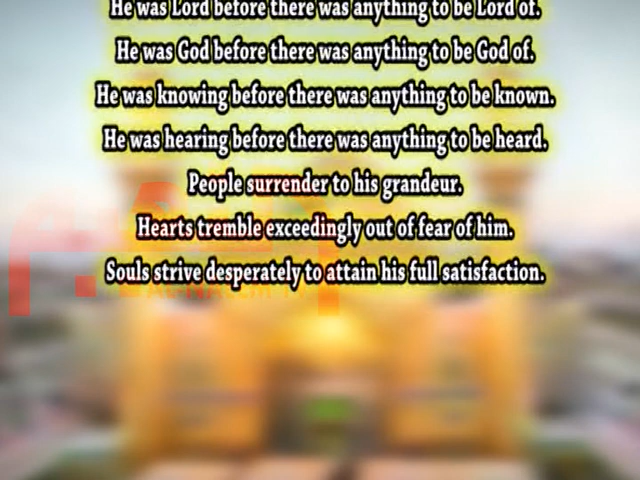 He was Lord before there was anything to be Lord of.
He was God before there was anything to be God of.
He was knowing before there was anything to be known.
He was hearing before there was anything to be heard.
People surrender to his grandeur.
Hearts tremble exceedingly out of fear of him.
Souls strive desperately to attain his full satisfaction.